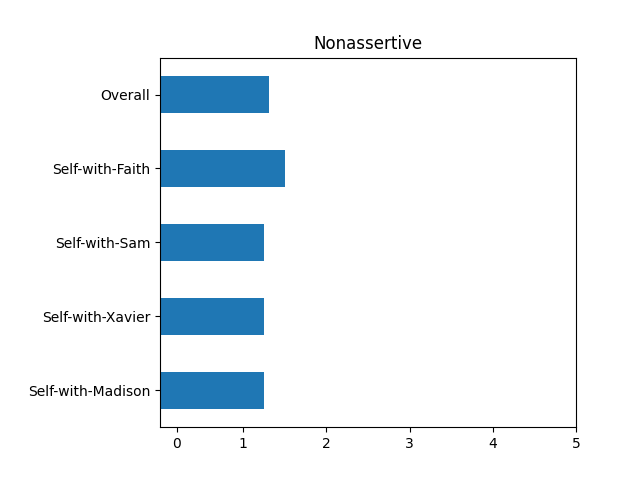 Nonassertive
Overall
Self-with-Faith
Self-with-Sam
Self-with-Xavier
Self-with-Madison
0 1 2 3 4 5